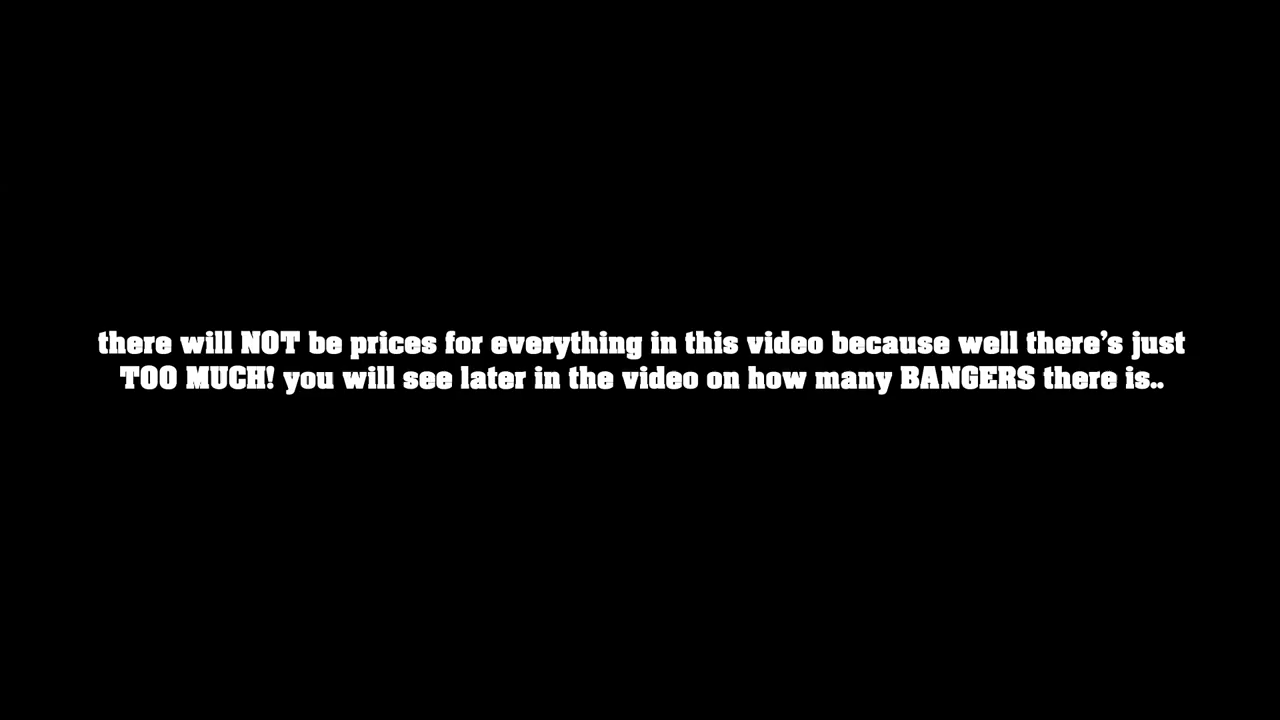 there will NOT be prices for everything in this video because well there's just
TOO MUCH! you will see later in the video on how many BANGERS there is..